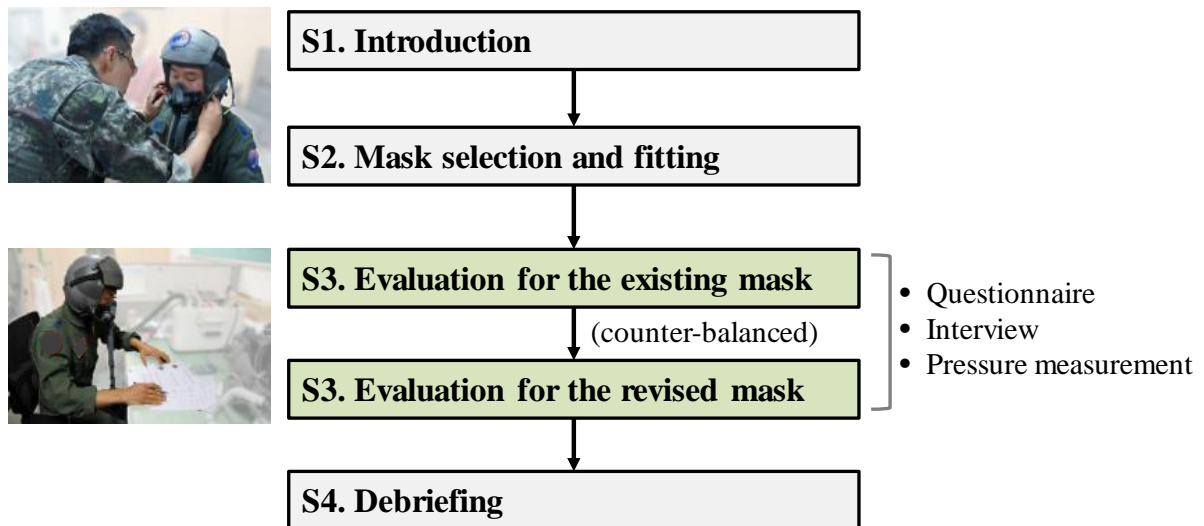 S1. Introduction
S2. Mask selection and fitting
S3. Evaluation for the existing mask
(counter-balanced)
S3. Evaluation for the revised mask
• Questionnaire
• Interview
• Pressure measurement
S4. Debriefing